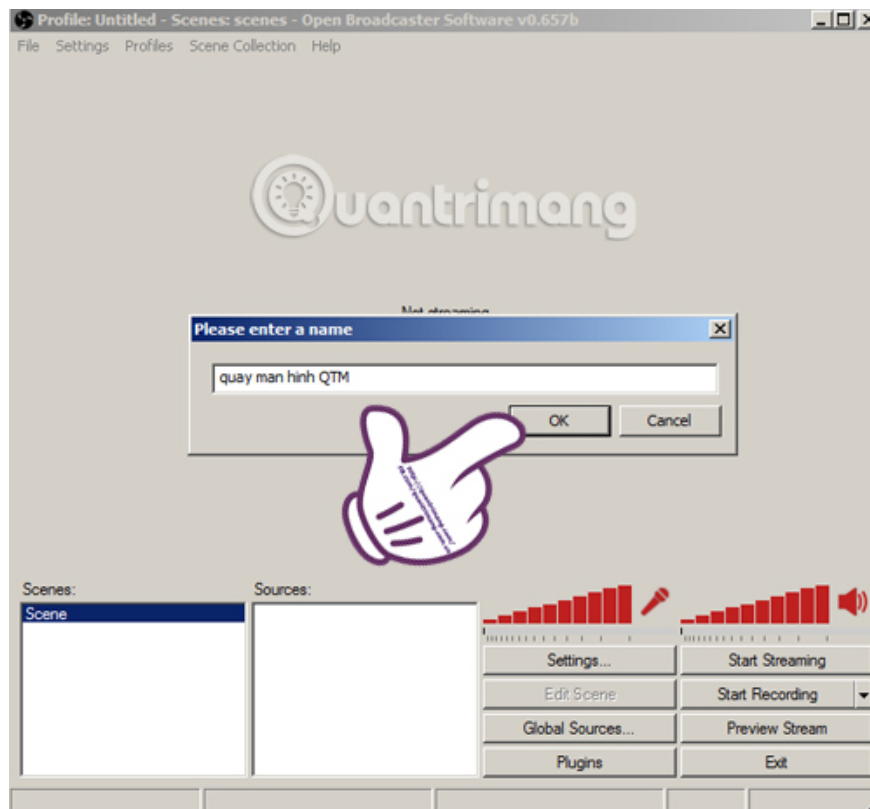 Profile: Untitled - Scenes: scenes - Open Broadcaster Software v0.657b
File Settings Profiles Scene Collection Help
Quantrimang
Not streaming
Please enter a name
quay man hinh QTM
OK Cancel
Scenes: Sources:
Scene
Settings... Start Streaming
Edit Scene Start Recording
Global Sources... Preview Stream
Plugins Exit